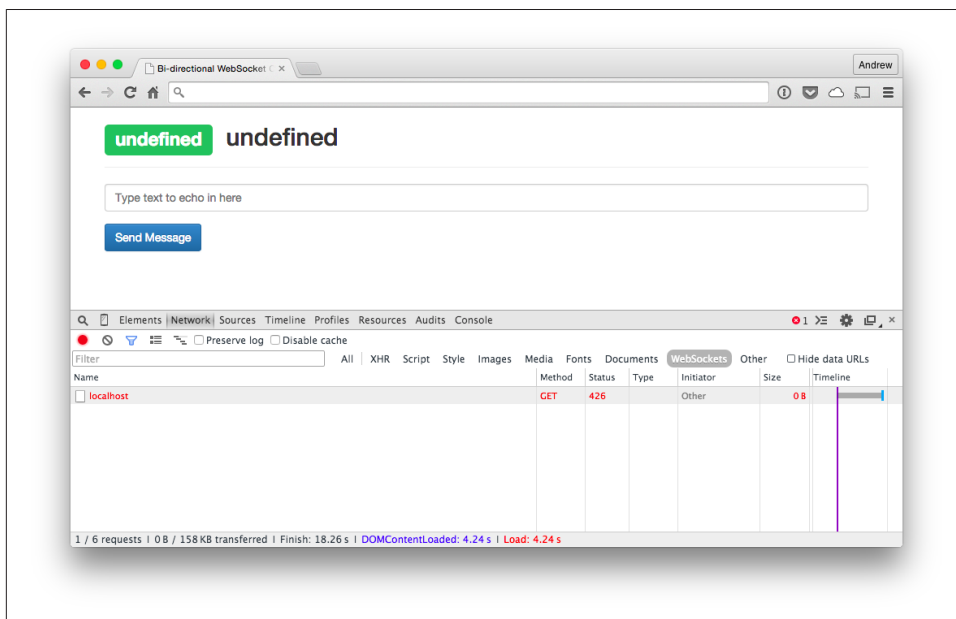 Bi-directional WebSocket C
Andrew
undefined undefined
Type text to echo in here
Send Message
Elements Network Sources Timeline Profiles Resources Audits Console 1
Preserve log Disable cache
Filter All XHR Script Style Images Media Fonts Documents WebSockets Other Hide data URLs
Name Method Status Type Initiator Size Timeline
localhost GET 426 Other 0 B
1 / 6 requests | 0 B / 158 KB transferred | Finish: 18.26 s | DOMContentLoaded: 4.24 s | Load: 4.24 s